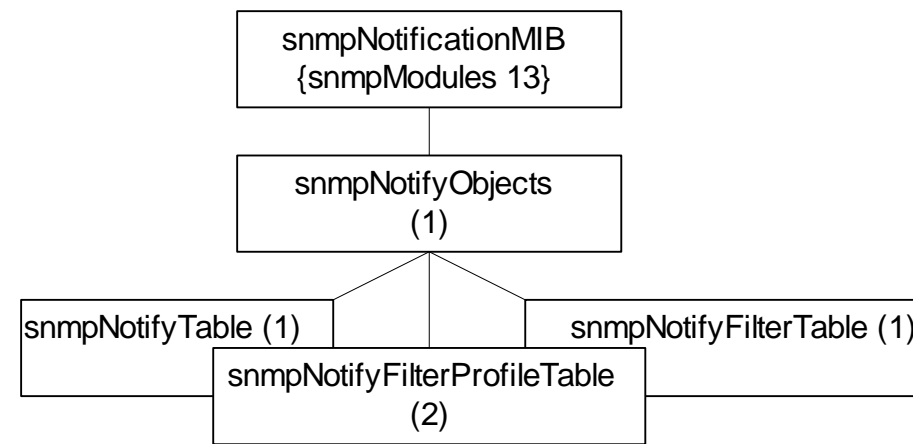 snmpNotificationMIB
{snmpModules 13}
snmpNotifyObjects
(1)
snmpNotifyTable (1)
snmpNotifyFilterTable (1)
snmpNotifyFilterProfileTable
(2)